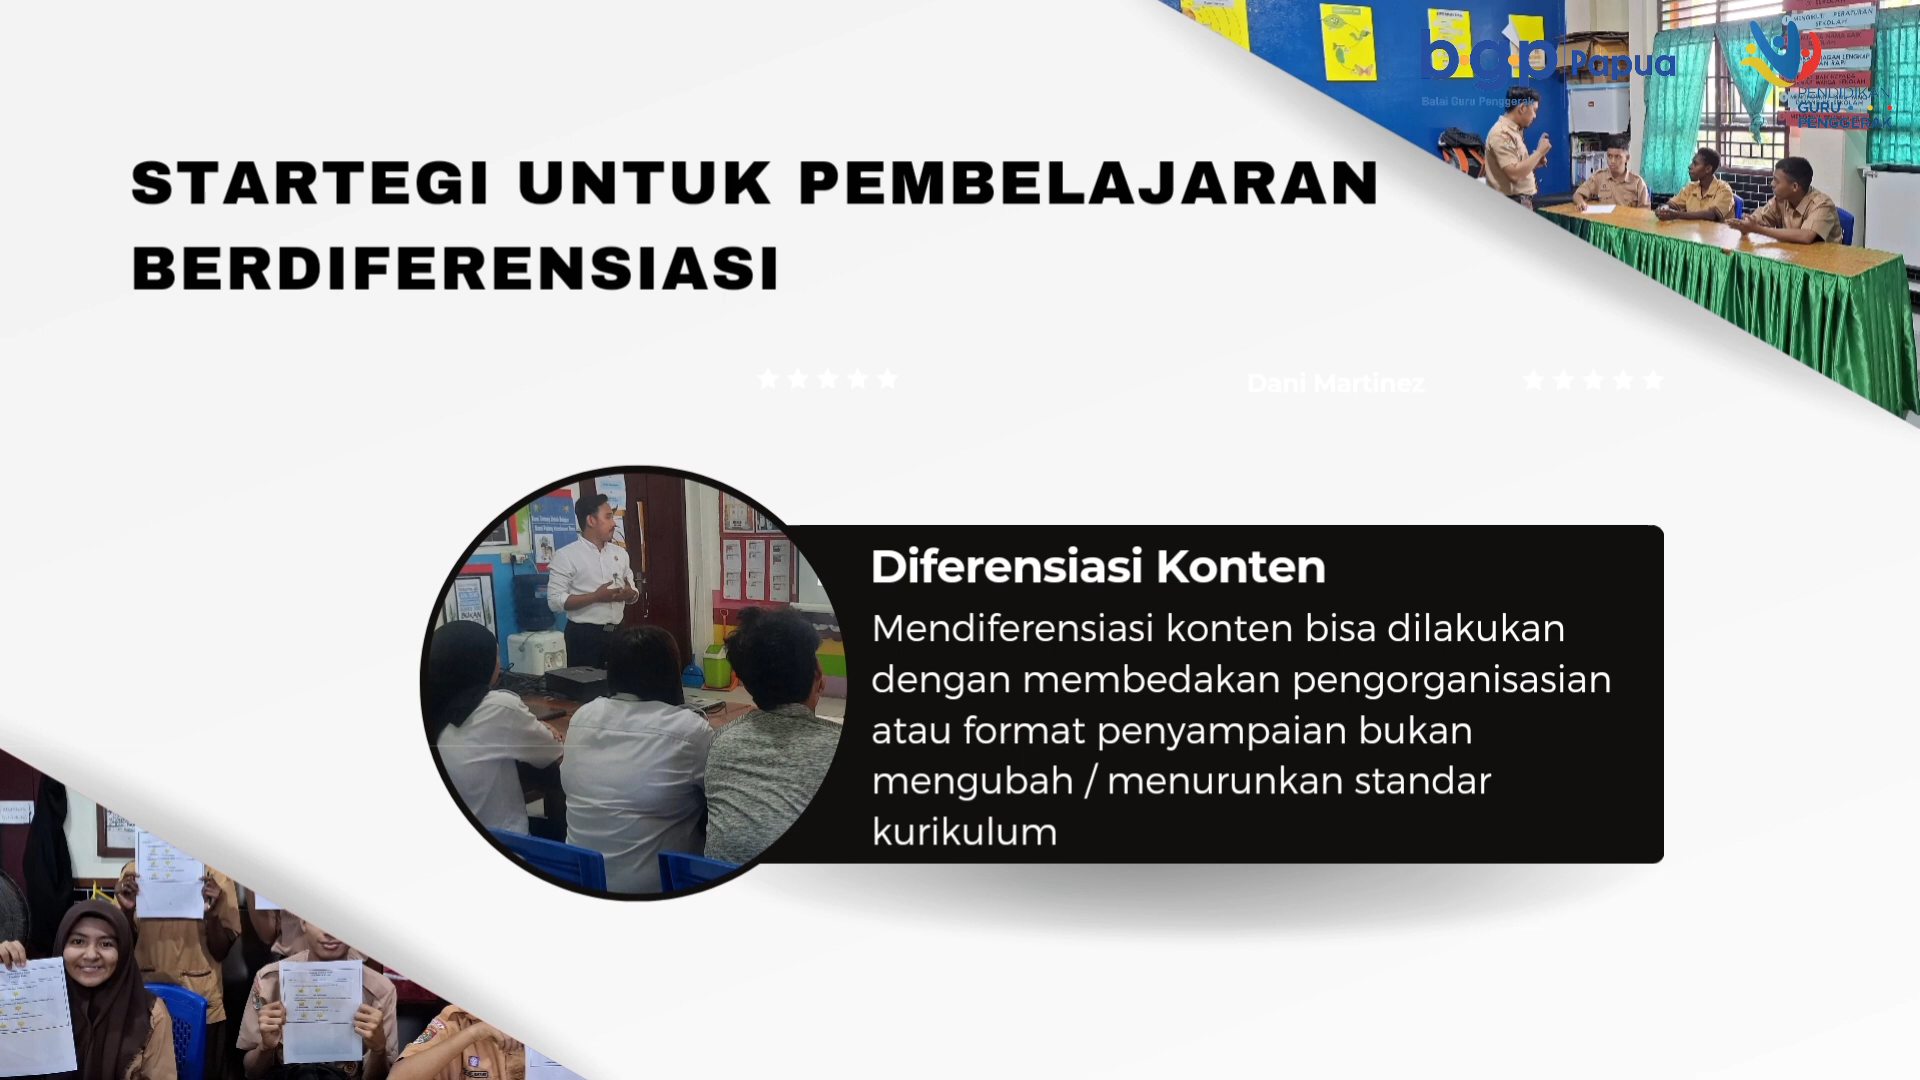 bgp Papua
Balai Guru Penggerak
PENDIDIKAN
GURU
PENGGERAK
STARTEGI UNTUK PEMBELAJARAN
BERDIFERENSIASI
Dani Martinez
Diferensiasi Konten
Mendiferensiasi konten bisa dilakukan
dengan membedakan pengorganisasian
atau format penyampaian bukan
mengubah / menurunkan standar
kurikulum